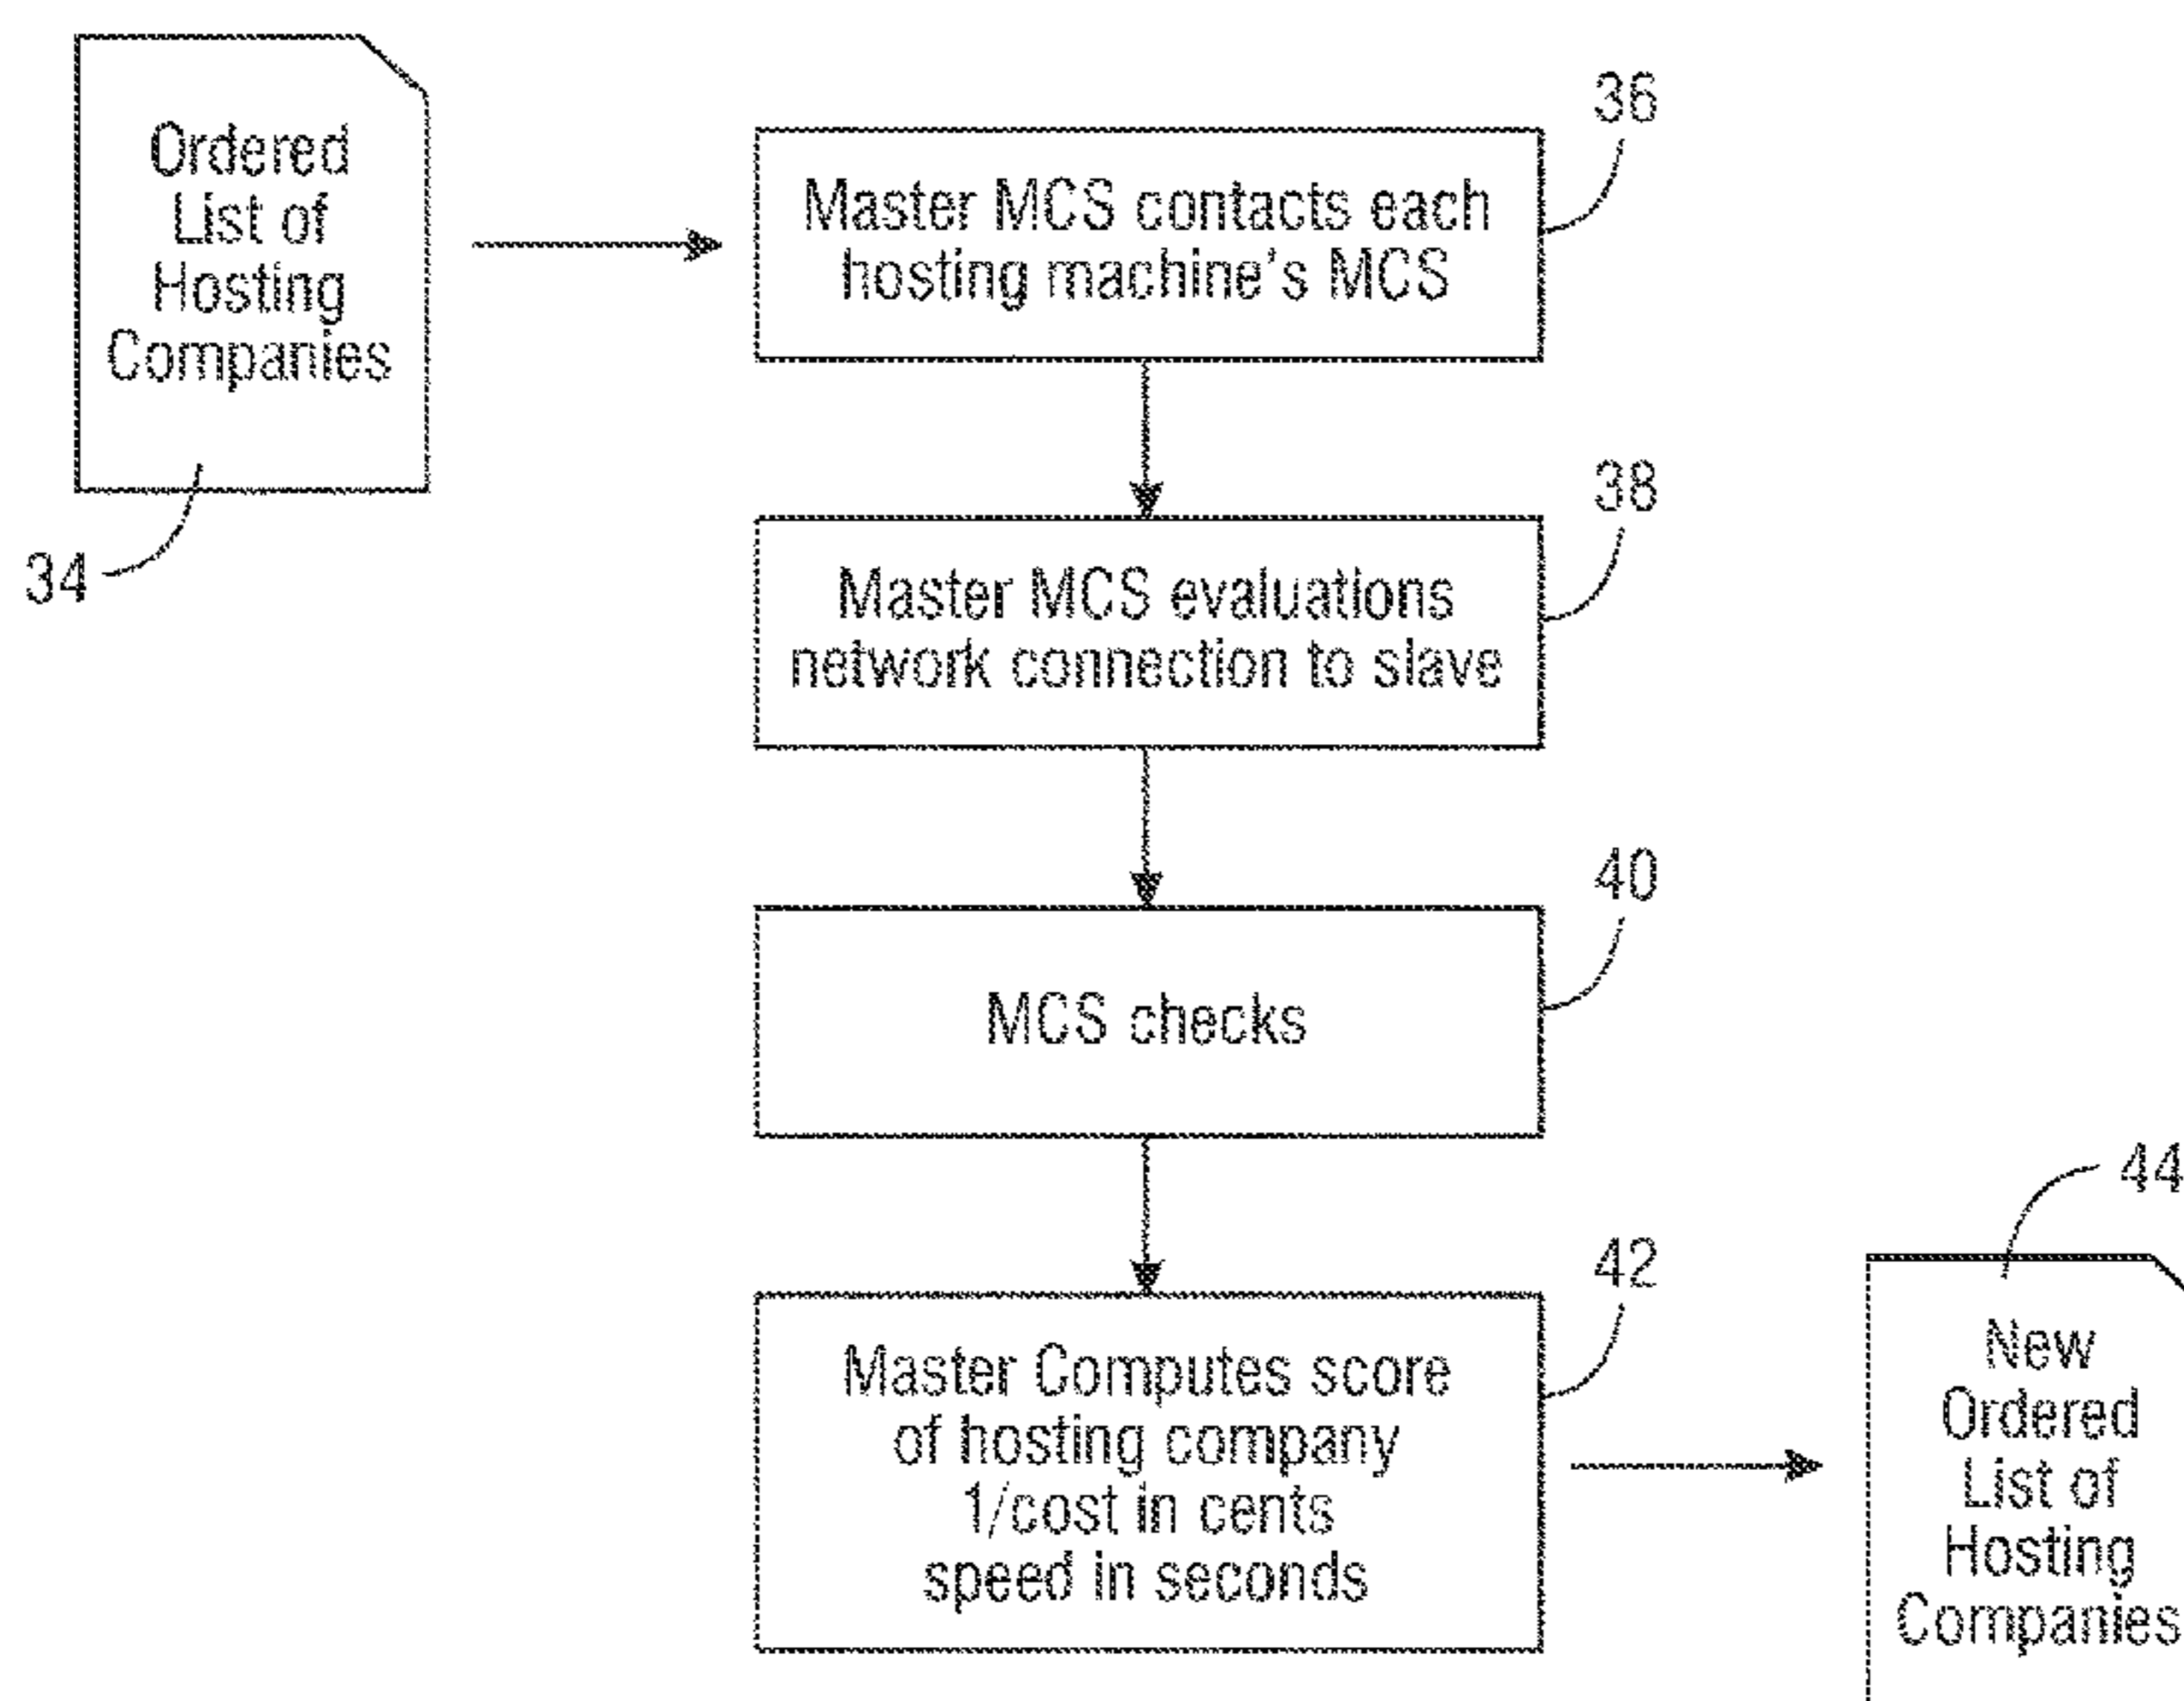 Ordered
List of
Hosting
Companies
34
36
Master MCS contacts each
hosting machine's MCS
38
Master MCS evaluations
network connection to slave
40
MCS checks
42
Master Computes score
of hosting company
1/cost in cents
speed in seconds
44
New
Ordered
List of
Hosting
Companies